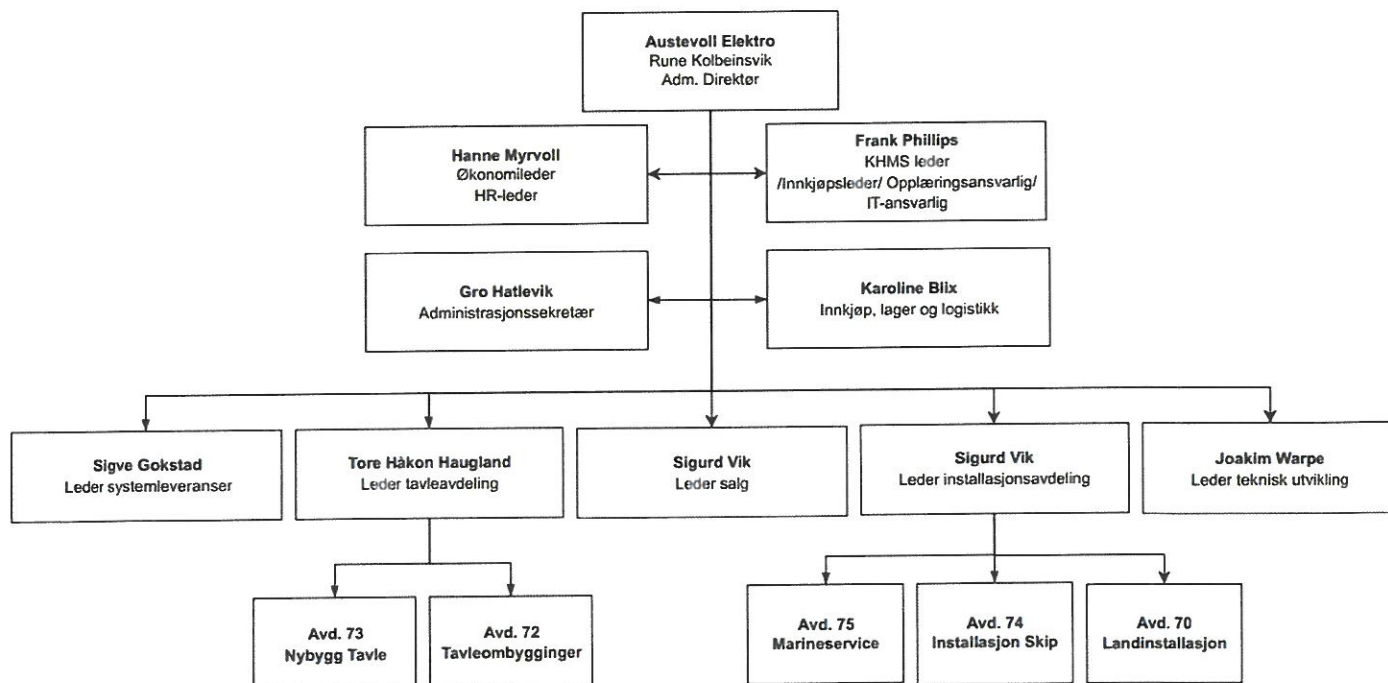 Austevoll Elektro
Rune Kolbeinsvik
Adm. Direktør
Hanne Myrvoll
Økonomileder
HR-leder
Frank Phillips
KHMS leder
/Innkjøpsleder/ Opplæringsansvarlig/
IT-ansvarlig
Gro Hatlevik
Administrasjonssekretær
Karoline Blix
Innkjøp, lager og logistikk
Sigve Gokstad
Leder systemleveranser
Tore Håkon Haugland
Leder tavleavdeling
Sigurd Vik
Leder salg
Sigurd Vik
Leder installasjonsavdeling
Joakim Warpe
Leder teknisk utvikling
Avd. 73
Nybygg Tavle
Avd. 72
Tavleombygginger
Avd. 75
Marineservice
Avd. 74
Installasjon Skip
Avd. 70
Landinstallasjon